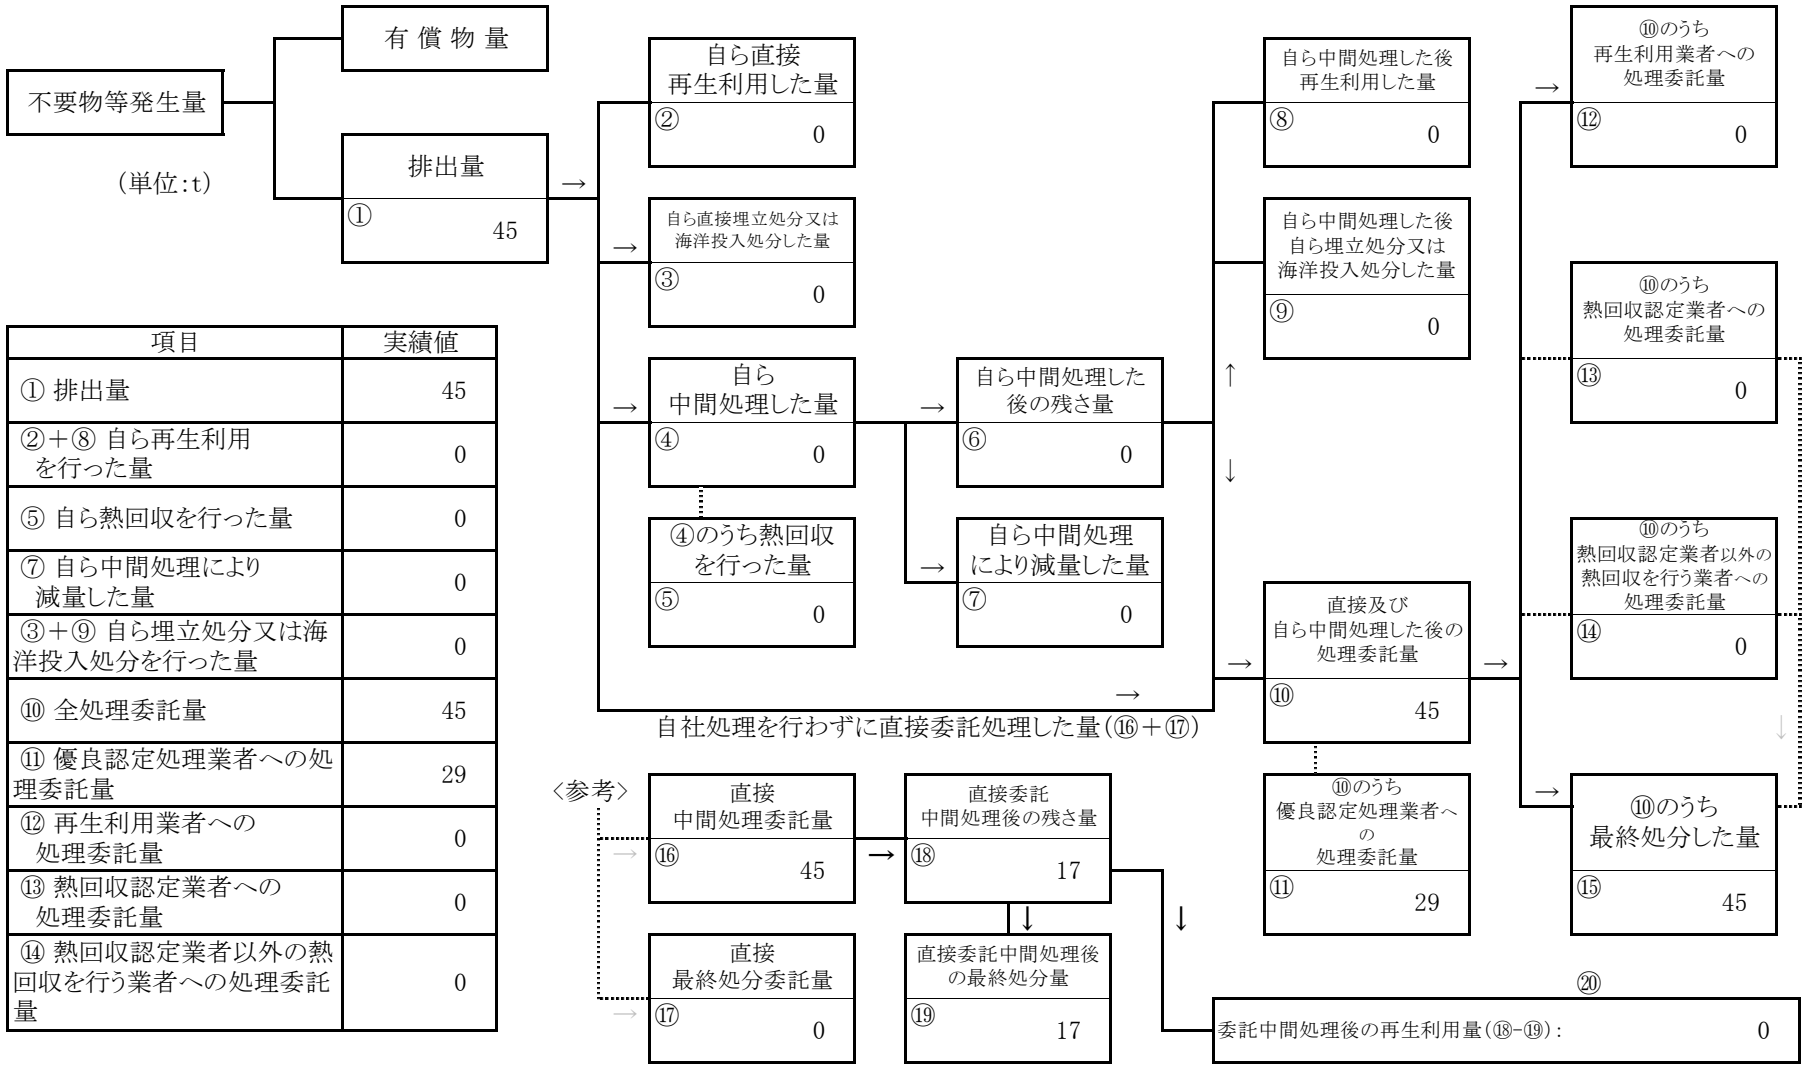 不要物等発生量
(単位:t)
有償物量
排出量
①
45
→
自ら直接
再生利用した量
②
0
→
自ら直接埋立処分又は
海洋投入処分した量
③
0
→
自ら
中間処理した量
④
0
④のうち熱回収
を行った量
⑤
0
→
自ら中間処理した
後の残さ量
⑥
0
→
自ら中間処理
により減量した量
⑦
0
→
自社処理を行わずに直接委託処理した量(⑯＋⑰)
↑
↓
自ら中間処理した後
再生利用した量
⑧
0
自ら中間処理した後
自ら埋立処分又は
海洋投入処分した量
⑨
0
→
直接及び
自ら中間処理した後の
処理委託量
⑩
45
⑩のうち
優良認定処理業者へ
の
処理委託量
⑪
29
→
→
⑩のうち
再生利用業者への
処理委託量
⑫
0
⑩のうち
熱回収認定業者への
処理委託量
⑬
0
⑩のうち
熱回収認定業者以外の
熱回収を行う業者への
処理委託量
⑭
0
↓
→
⑩のうち
最終処分した量
⑮
45
項目 実績値
① 排出量 45
②＋⑧ 自ら再生利用
を行った量 0
⑤ 自ら熱回収を行った量 0
⑦ 自ら中間処理により
減量した量 0
③＋⑨ 自ら埋立処分又は海
洋投入処分を行った量 0
⑩ 全処理委託量 45
⑪ 優良認定処理業者への処
理委託量 29
⑫ 再生利用業者への
処理委託量 0
⑬ 熱回収認定業者への
処理委託量 0
⑭ 熱回収認定業者以外の熱
回収を行う業者への処理委託
量 0
<参考>
→
直接
中間処理委託量
⑯
45
→
直接委託
中間処理後の残さ量
⑱
17
↓
↓
→
直接
最終処分委託量
⑰
0
直接委託中間処理後
の最終処分量
⑲
17
⑳
委託中間処理後の再生利用量(⑱-⑲): 0